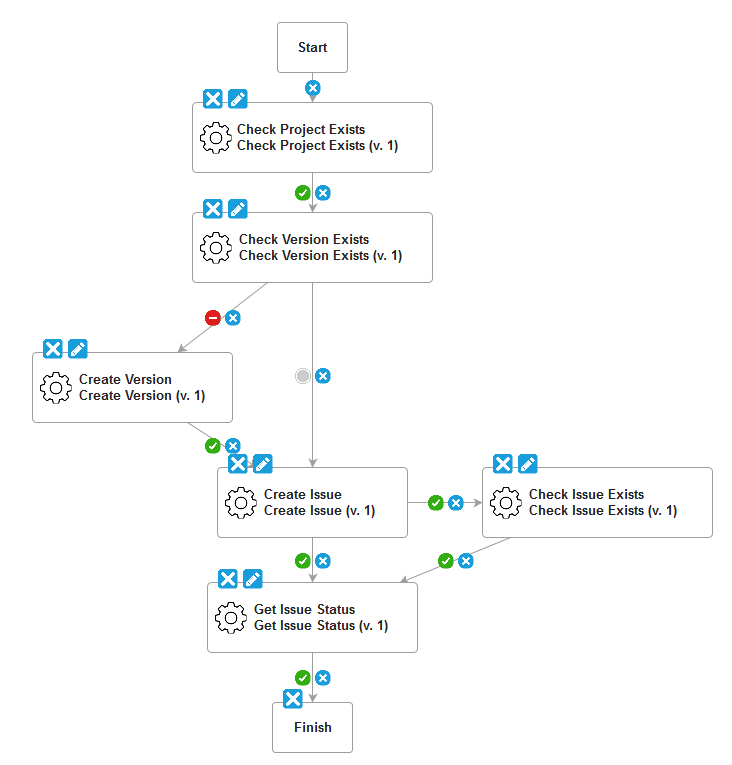 Start
Check Project Exists
Check Project Exists (v. 1)
Check Version Exists
Check Version Exists (v. 1)
Create Version
Create Version (v. 1)
Create Issue
Create Issue (v. 1)
Check Issue Exists
Check Issue Exists (v. 1)
Get Issue Status
Get Issue Status (v. 1)
Finish